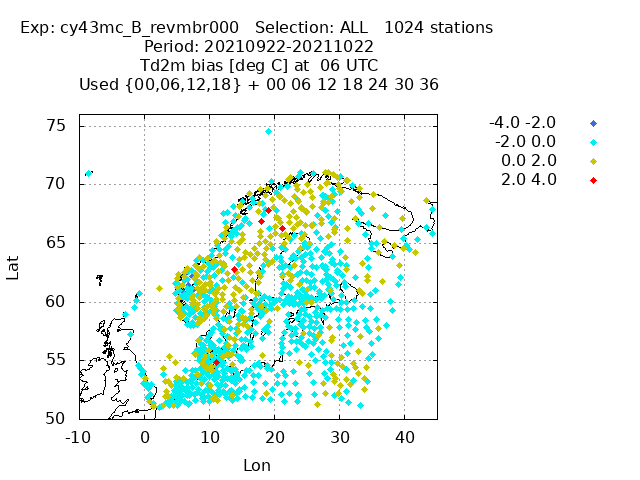 Exp: cy43mc_B_revmbr000 Selection: ALL 1024 stations
Period: 20210922-20211022
Td2m bias [deg C] at 06 UTC
Used {00,06,12,18} + 00 06 12 18 24 30 36
-4.0 -2.0
-2.0 0.0
0.0 2.0
2.0 4.0
75
70
65
60
55
50
Lat
-10 0 10 20 30 40
Lon